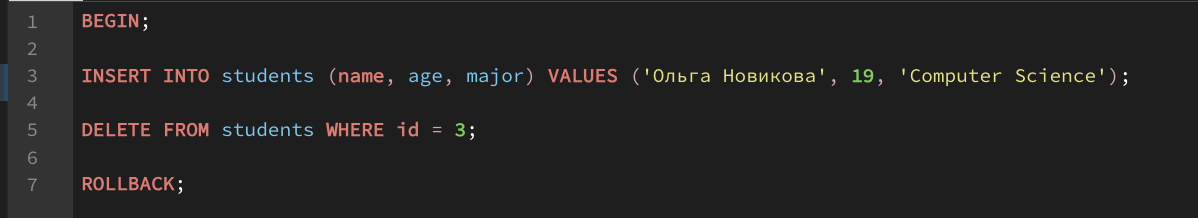 1 BEGIN;
2
3 INSERT INTO students (name, age, major) VALUES ('Ольга Новикова', 19, 'Computer Science');
4
5 DELETE FROM students WHERE id = 3;
6
7 ROLLBACK;